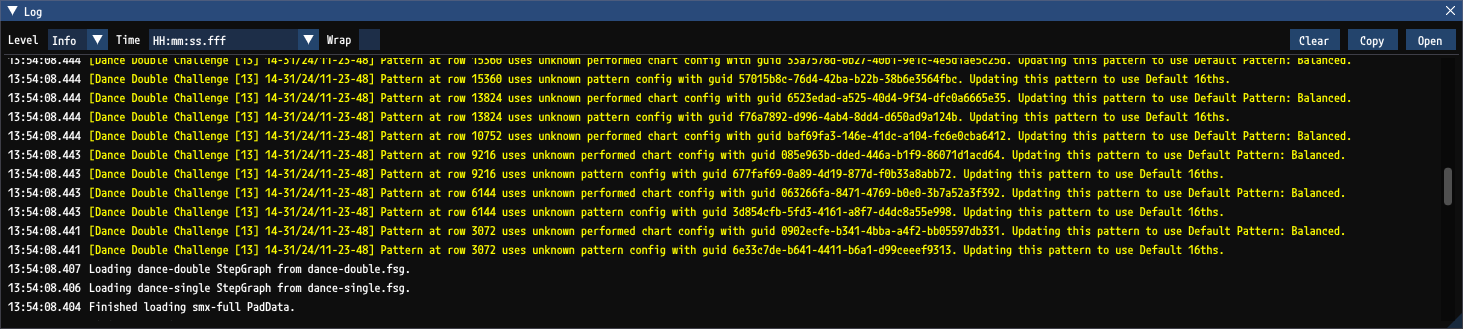 Log
Level Info Time HH:mm:ss.fff Wrap Clear Copy Open
13:54:08.444 [Dance Double Challenge [13] 14-31/24/11-23-48] Pattern at row 15360 uses unknown performed chart config with guid 33a7578d-0b27-40b1-9e1c-4e5d1ae5c25d. Updating this pattern to use Default Pattern: Balanced.
13:54:08.444 [Dance Double Challenge [13] 14-31/24/11-23-48] Pattern at row 15360 uses unknown pattern config with guid 57015b8c-76d4-42ba-b22b-38b6e3564fbc. Updating this pattern to use Default 16ths.
13:54:08.444 [Dance Double Challenge [13] 14-31/24/11-23-48] Pattern at row 13824 uses unknown performed chart config with guid 6523edad-a525-40d4-9f34-dfc0a6665e35. Updating this pattern to use Default Pattern: Balanced.
13:54:08.444 [Dance Double Challenge [13] 14-31/24/11-23-48] Pattern at row 13824 uses unknown pattern config with guid f76a7892-d996-4ab4-8dd4-d650ad9a124b. Updating this pattern to use Default 16ths.
13:54:08.444 [Dance Double Challenge [13] 14-31/24/11-23-48] Pattern at row 10752 uses unknown performed chart config with guid baf69fa3-146e-41dc-a104-fc6e0cba6412. Updating this pattern to use Default Pattern: Balanced.
13:54:08.443 [Dance Double Challenge [13] 14-31/24/11-23-48] Pattern at row 9216 uses unknown performed chart config with guid 085e963b-dded-446a-b1f9-86071d1acd64. Updating this pattern to use Default Pattern: Balanced.
13:54:08.443 [Dance Double Challenge [13] 14-31/24/11-23-48] Pattern at row 9216 uses unknown pattern config with guid 677faf69-0a89-4d19-877d-f0b33a8abb72. Updating this pattern to use Default 16ths.
13:54:08.443 [Dance Double Challenge [13] 14-31/24/11-23-48] Pattern at row 6144 uses unknown performed chart config with guid 063266fa-8471-4769-b0e0-3b7a52a3f392. Updating this pattern to use Default Pattern: Balanced.
13:54:08.443 [Dance Double Challenge [13] 14-31/24/11-23-48] Pattern at row 6144 uses unknown pattern config with guid 3d854cfb-5fd3-4161-a8f7-d4dc8a55e998. Updating this pattern to use Default 16ths.
13:54:08.441 [Dance Double Challenge [13] 14-31/24/11-23-48] Pattern at row 3072 uses unknown performed chart config with guid 0902ecfe-b341-4bba-a4f2-bb05597db331. Updating this pattern to use Default Pattern: Balanced.
13:54:08.441 [Dance Double Challenge [13] 14-31/24/11-23-48] Pattern at row 3072 uses unknown pattern config with guid 6e33c7de-b641-4411-b6a1-d99ceeef9313. Updating this pattern to use Default 16ths.
13:54:08.407 Loading dance-double StepGraph from dance-double.fsg.
13:54:08.406 Loading dance-single StepGraph from dance-single.fsg.
13:54:08.404 Finished loading smx-full PadData.